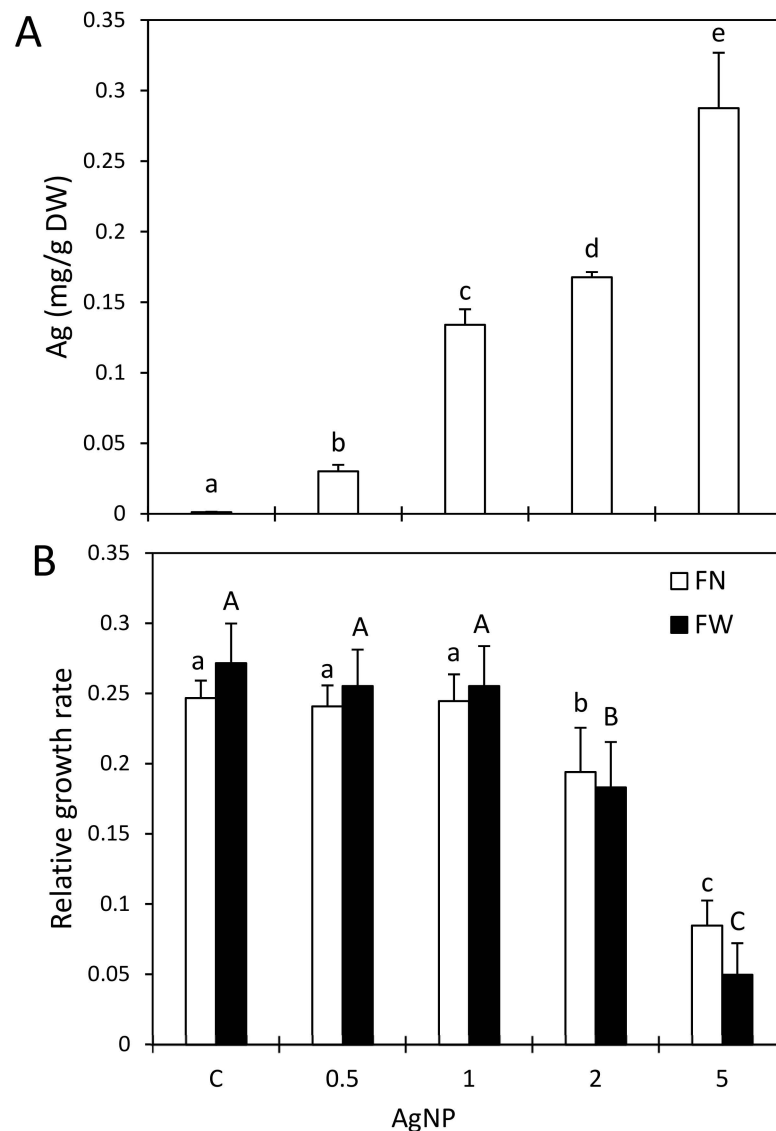 A
Ag (mg/g DW)
0.35
0.3
0.25
0.2
0.15
0.1
0.05
0
a
b
c
d
e
B
Relative growth rate
0.35
0.3
0.25
0.2
0.15
0.1
0.05
0
FN
FW
a A
a A
a A
b B
c C
C 0.5 1 2 5
AgNP